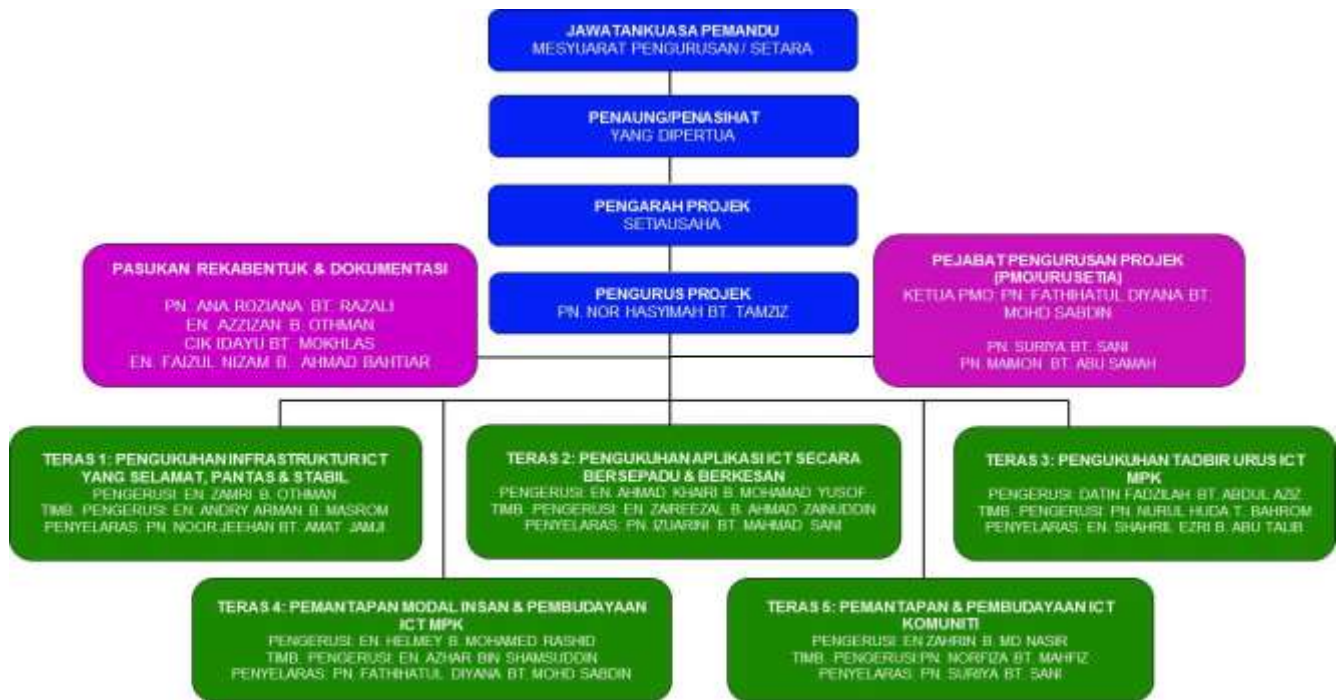 JAWATANKUASA PEMANDU
MESYUARAT PENGURUSAN / SETARA
PENAUNG/PENASIHAT
YANG DIPERTUA
PENGARAH PROJEK
SETIAUSAHA
PASUKAN REKABENTUK & DOKUMENTASI
PN. ANA ROZIANA BT. RAZALI
EN. AZZIZAN B. OTHMAN
CIK IDAYU BT. MOKHLAS
EN. FAIZUL NIZAM B. AHMAD BAHTIAR
PENGURUS PROJEK
PN. NOR HASYIMAH BT. TAMZIZ
PEJABAT PENGURUSAN PROJEK
(PMO/URUSETIA)
KETUA PMO: PN. FATHIHATUL DIYANA BT.
MOHD SABDIN
PN. SURIYA BT. SANI
PN. MAIMON BT. ABU SAMAH
TERAS 1: PENGUKUHAN INFRASTRUKTUR ICT
YANG SELAMAT, PANTAS & STABIL
PENGERUSI: EN. ZAMRI B. OTHMAN
TIMB. PENGERUSI: EN. ANDRY ARMAN B. MASROM
PENYELARAS: PN. NOORJEEHAN BT. AMAT JAMJI
TERAS 2: PENGUKUHAN APLIKASI ICT SECARA
BERSEPADU & BERKESAN
PENGERUSI: EN. AHMAD KHAIRI B. MOHAMAD YUSOF
TIMB. PENGERUSI: EN. ZAIREEZAL B. AHMAD ZAINUDDIN
PENYELARAS: PN. IZUARINI BT. MAHMAD SANI
TERAS 3: PENGUKUHAN TADBIR URUS ICT
MPK
PENGERUSI: DATIN FADZILAH BT. ABDUL AZIZ
TIMB. PENGERUSI: PN. NURUL HUDA T. BAHROM
PENYELARAS: EN. SHAHRIL EZRI B. ABU TALIB
TERAS 4: PEMANTAPAN MODAL INSAN & PEMBUDAYAAN
ICT MPK
PENGERUSI: EN. HELMEY B. MOHAMED RASHID
TIMB. PENGERUSI: EN. AZHAR BIN SHAMSUDDIN
PENYELARAS: PN. FATHIHATUL DIYANA BT. MOHD SABDIN
TERAS 5: PEMANTAPAN & PEMBUDAYAAN ICT
KOMUNITI
PENGERUSI: EN ZAHRIN B. MD NASIR
TIMB. PENGERUSI:PN. NORFIZA BT. MAHFIZ
PENYELARAS: PN. SURIYA BT. SANI